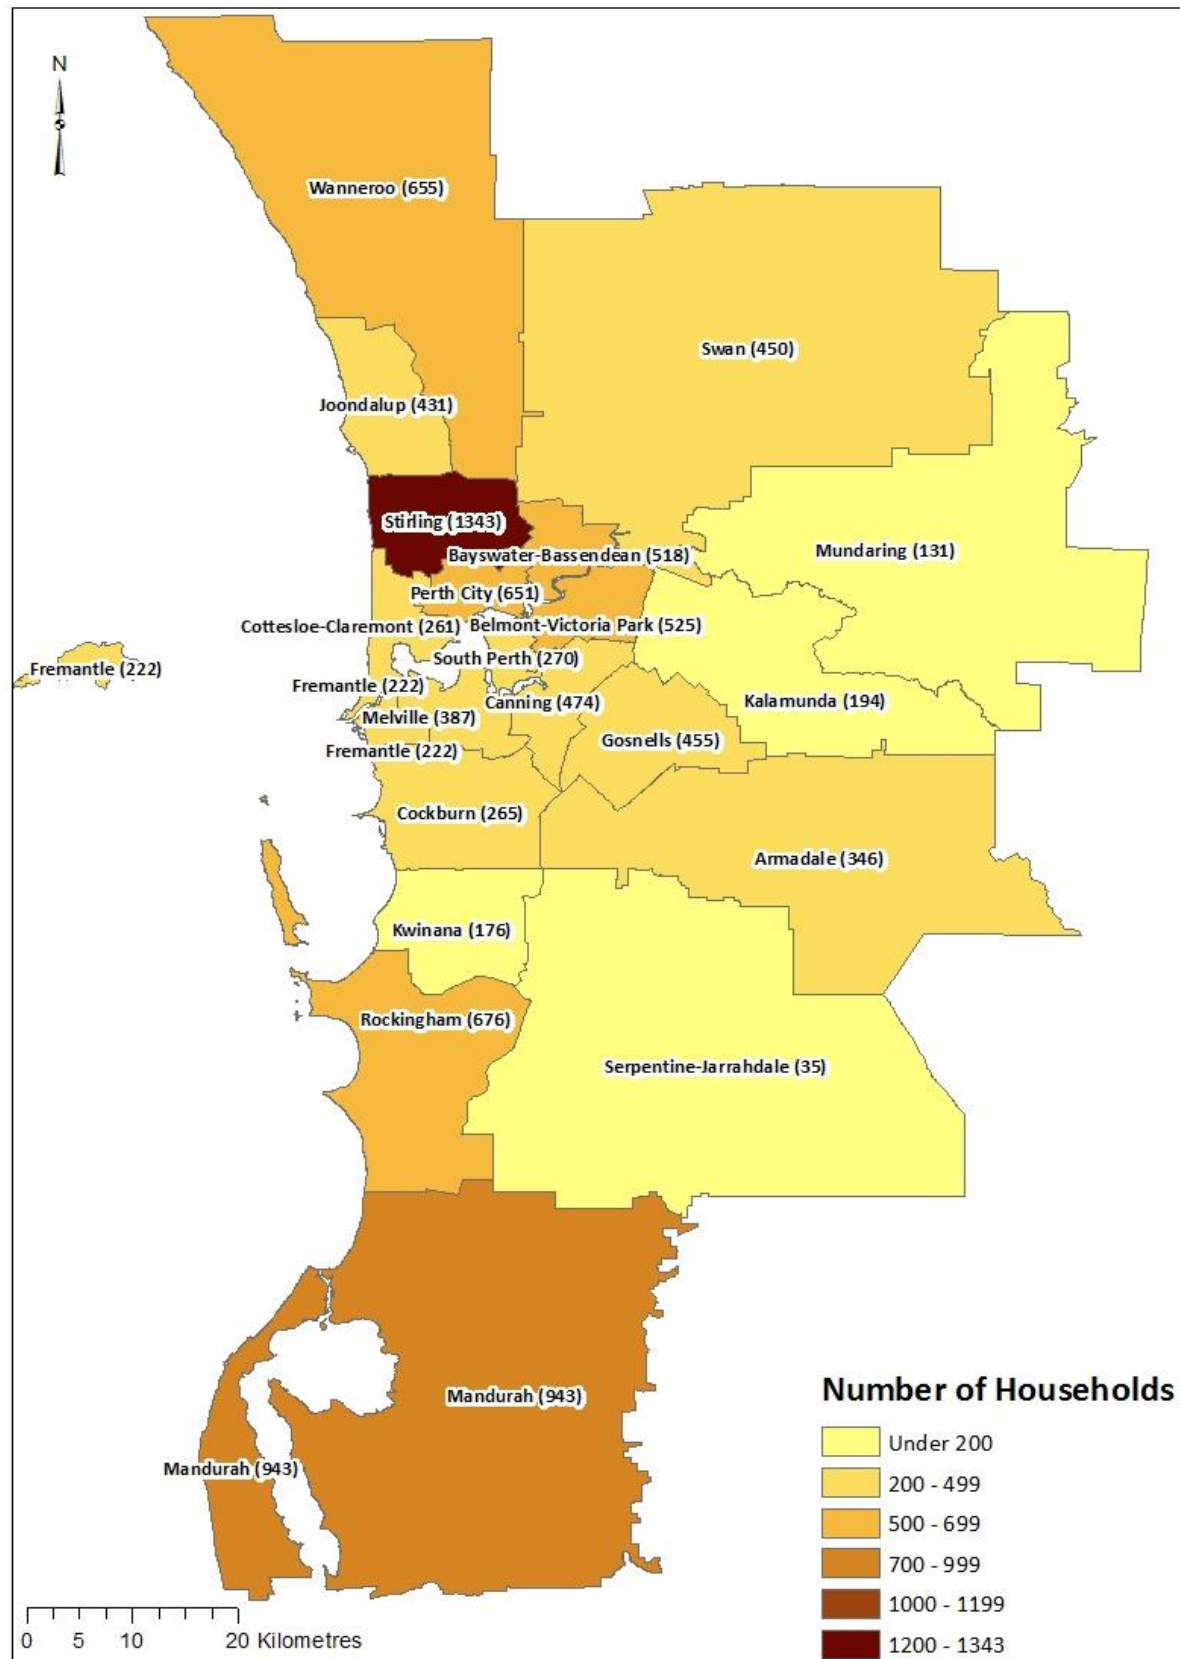 N
Wanneroo (655)
Swan (450)
Joondalup (431)
Stirling (1343)
Mundaring (131)
Bayswater-Bassendean (518)
Perth City (651)
Cottesloe-Claremont (261)
Belmont-Victoria Park (525)
South Perth (270)
Fremantle (222)
Fremantle (222)
Canning (474)
Kalamunda (194)
Melville (387)
Gosnells (455)
Fremantle (222)
Cockburn (265)
Armadale (346)
Kwinana (176)
Rockingham (676)
Serpentine-Jarrahdale (35)
Mandurah (943)
Mandurah (943)
Number of Households
Under 200
200 - 499
500 - 699
700 - 999
1000 - 1199
1200 - 1343
0 5 10 20 Kilometres